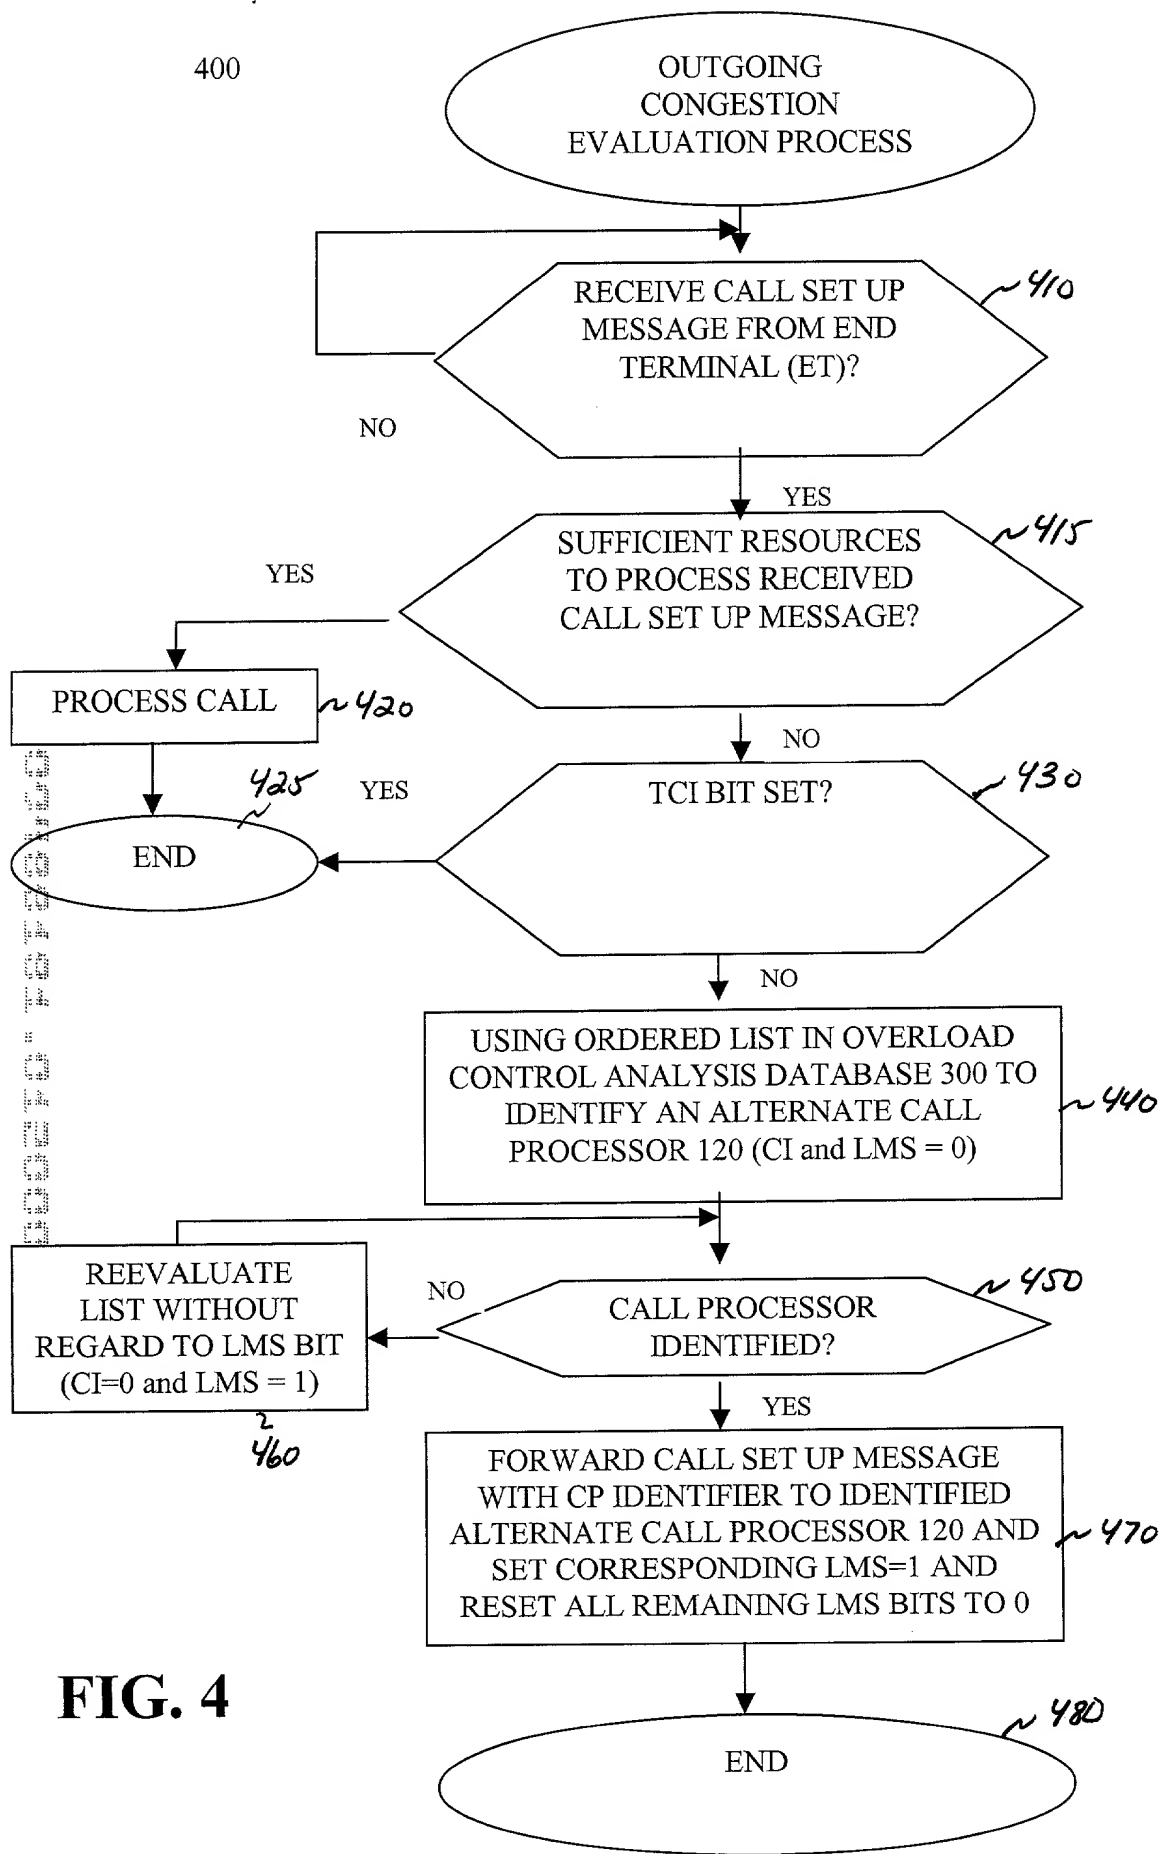 400
OUTGOING
CONGESTION
EVALUATION PROCESS
RECEIVE CALL SET UP
MESSAGE FROM END
TERMINAL (ET)?
410
NO
YES
SUFFICIENT RESOURCES
TO PROCESS RECEIVED
CALL SET UP MESSAGE?
415
YES
PROCESS CALL
420
NO
TCI BIT SET?
430
YES
425
END
NO
USING ORDERED LIST IN OVERLOAD
CONTROL ANALYSIS DATABASE 300 TO
IDENTIFY AN ALTERNATE CALL
PROCESSOR 120 (CI and LMS = 0)
440
REEVALUATE
LIST WITHOUT
REGARD TO LMS BIT
(CI=0 and LMS = 1)
460
NO
CALL PROCESSOR
IDENTIFIED?
450
YES
FORWARD CALL SET UP MESSAGE
WITH CP IDENTIFIER TO IDENTIFIED
ALTERNATE CALL PROCESSOR 120 AND
SET CORRESPONDING LMS=1 AND
RESET ALL REMAINING LMS BITS TO 0
470
FIG. 4
END
480